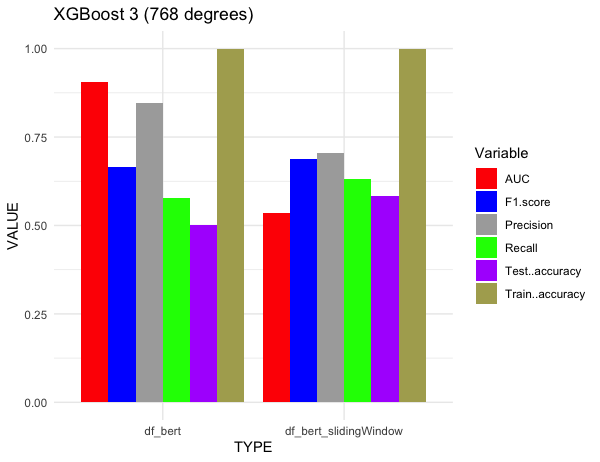 XGBoost 3 (768 degrees)
1.00
0.75
0.50
0.25
0.00
VALUE
df_bert
df_bert_slidingWindow
TYPE
Variable
AUC
F1.score
Precision
Recall
Test..accuracy
Train..accuracy